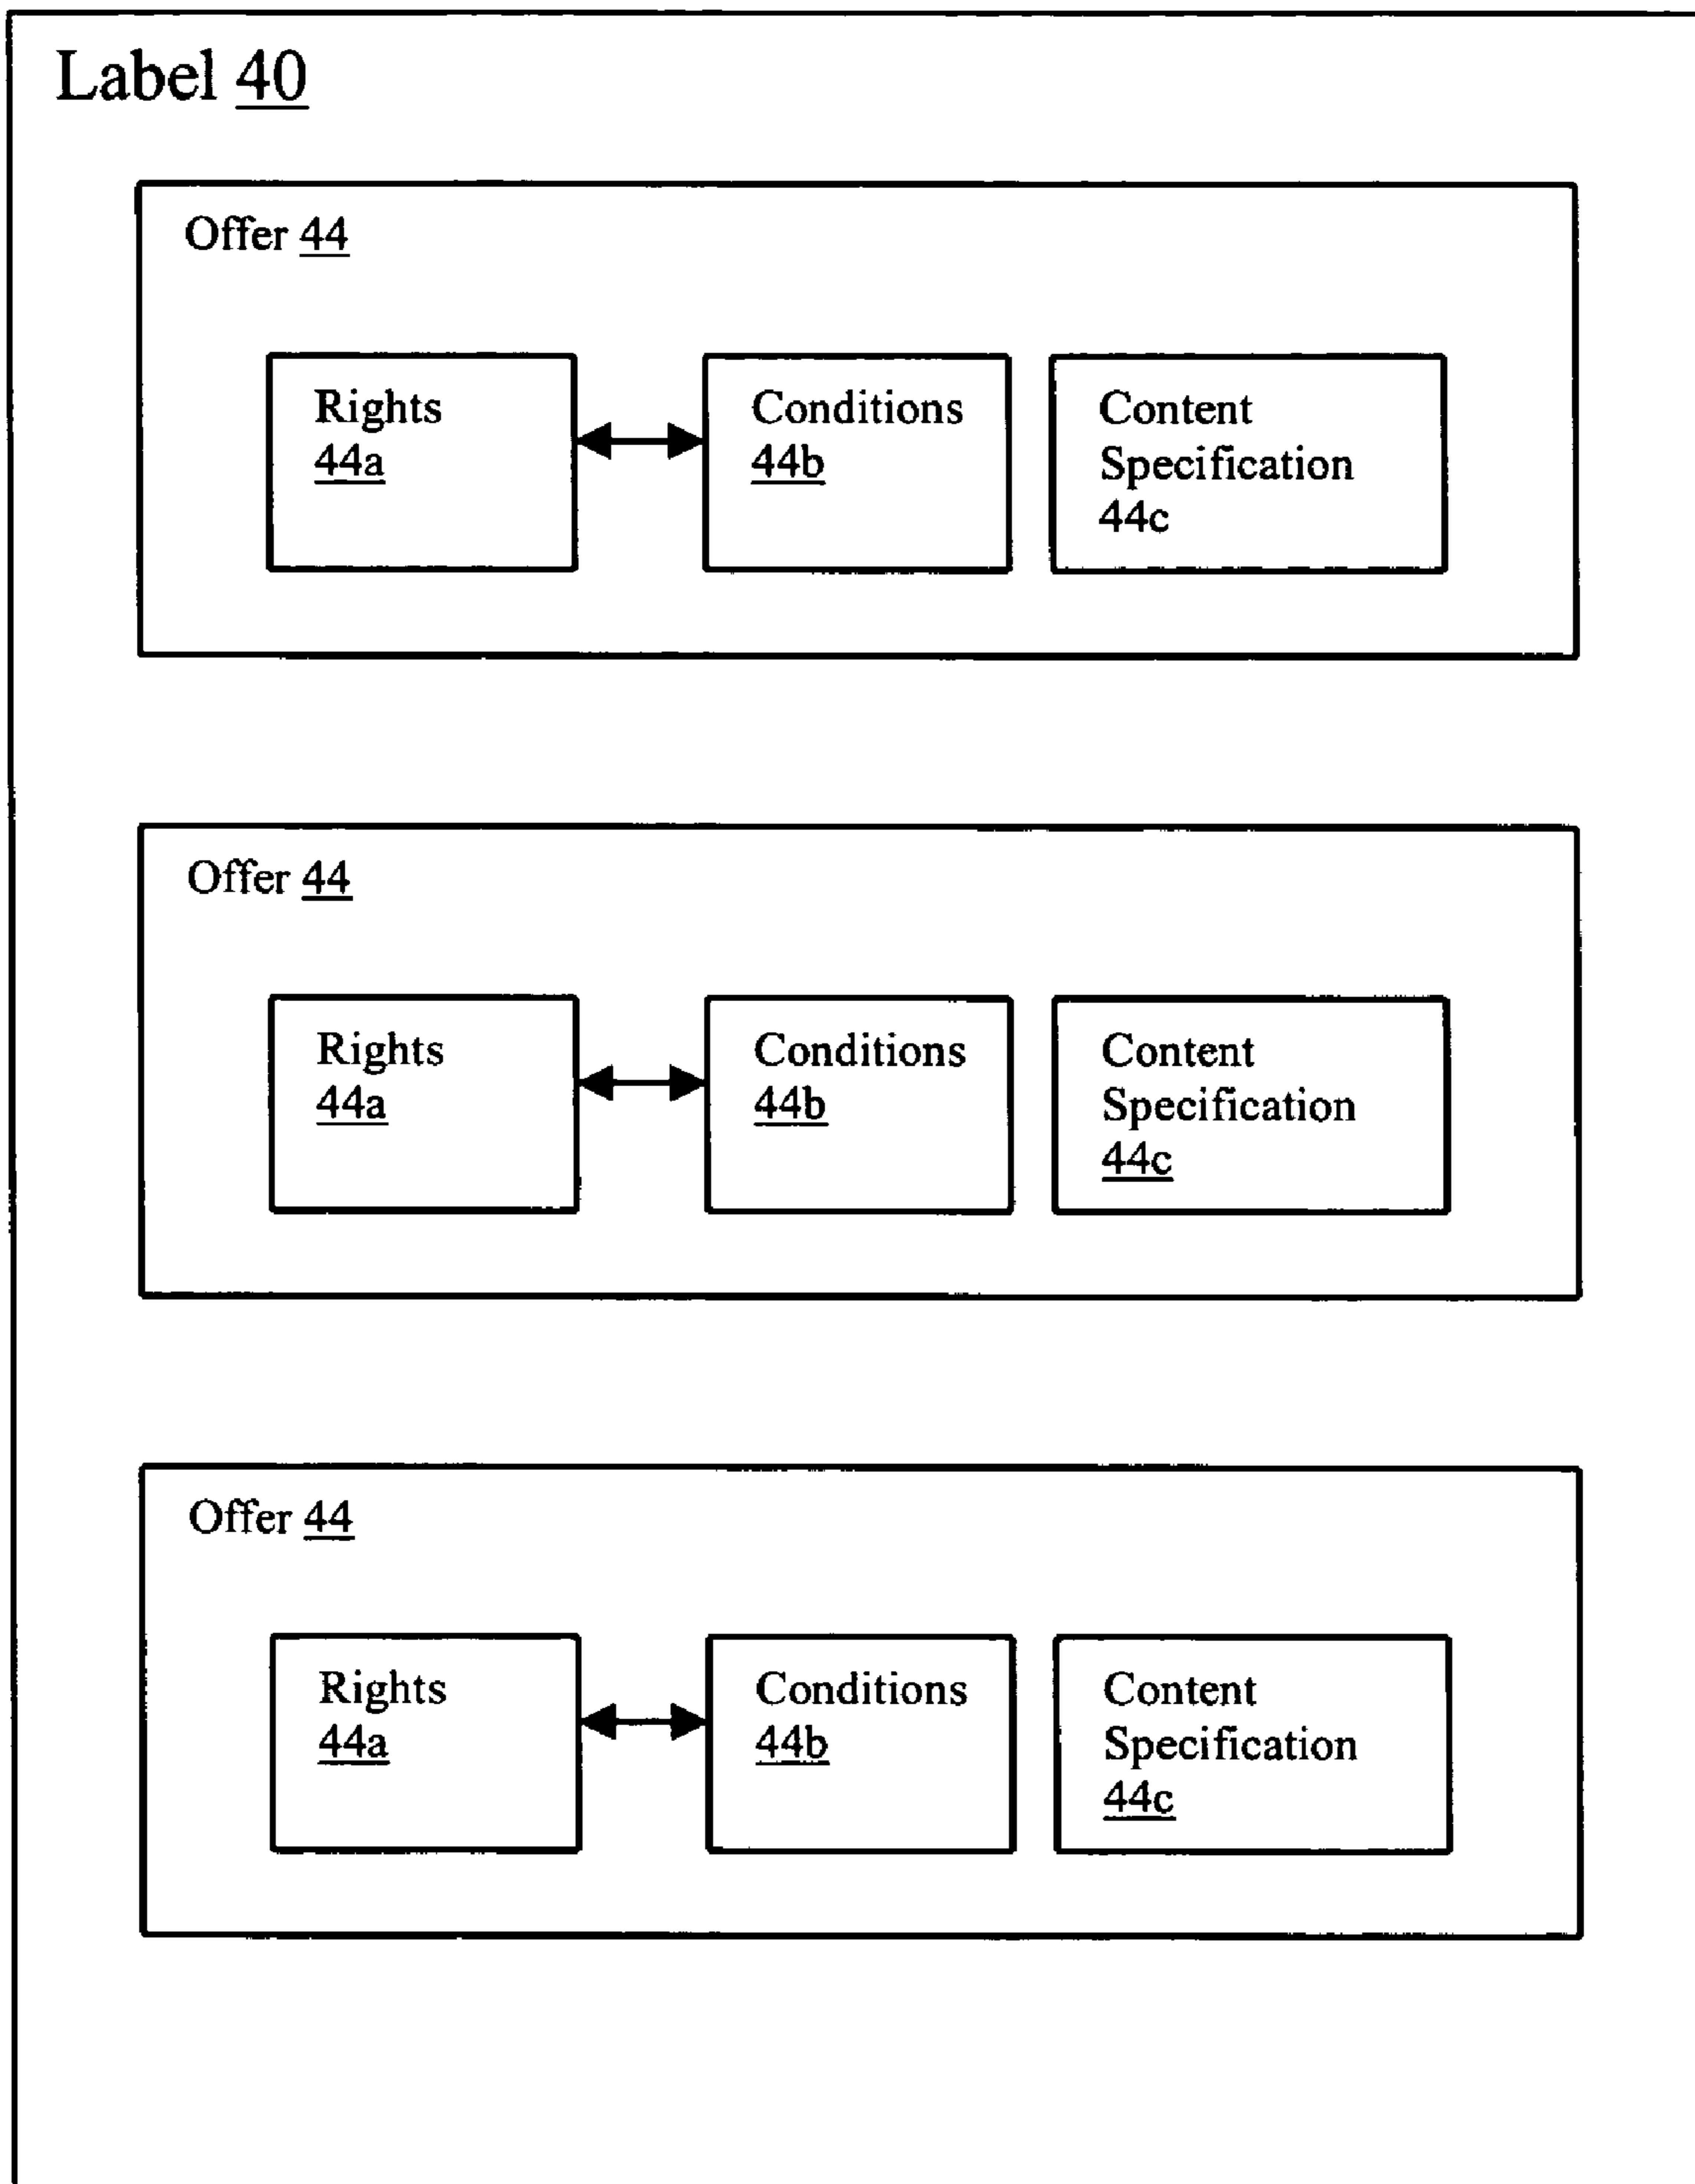 Label 40
Offer 44
Rights
44a
Conditions
44b
Content
Specification
44c
Offer 44
Rights
44a
Conditions
44b
Content
Specification
44c
Offer 44
Rights
44a
Conditions
44b
Content
Specification
44c